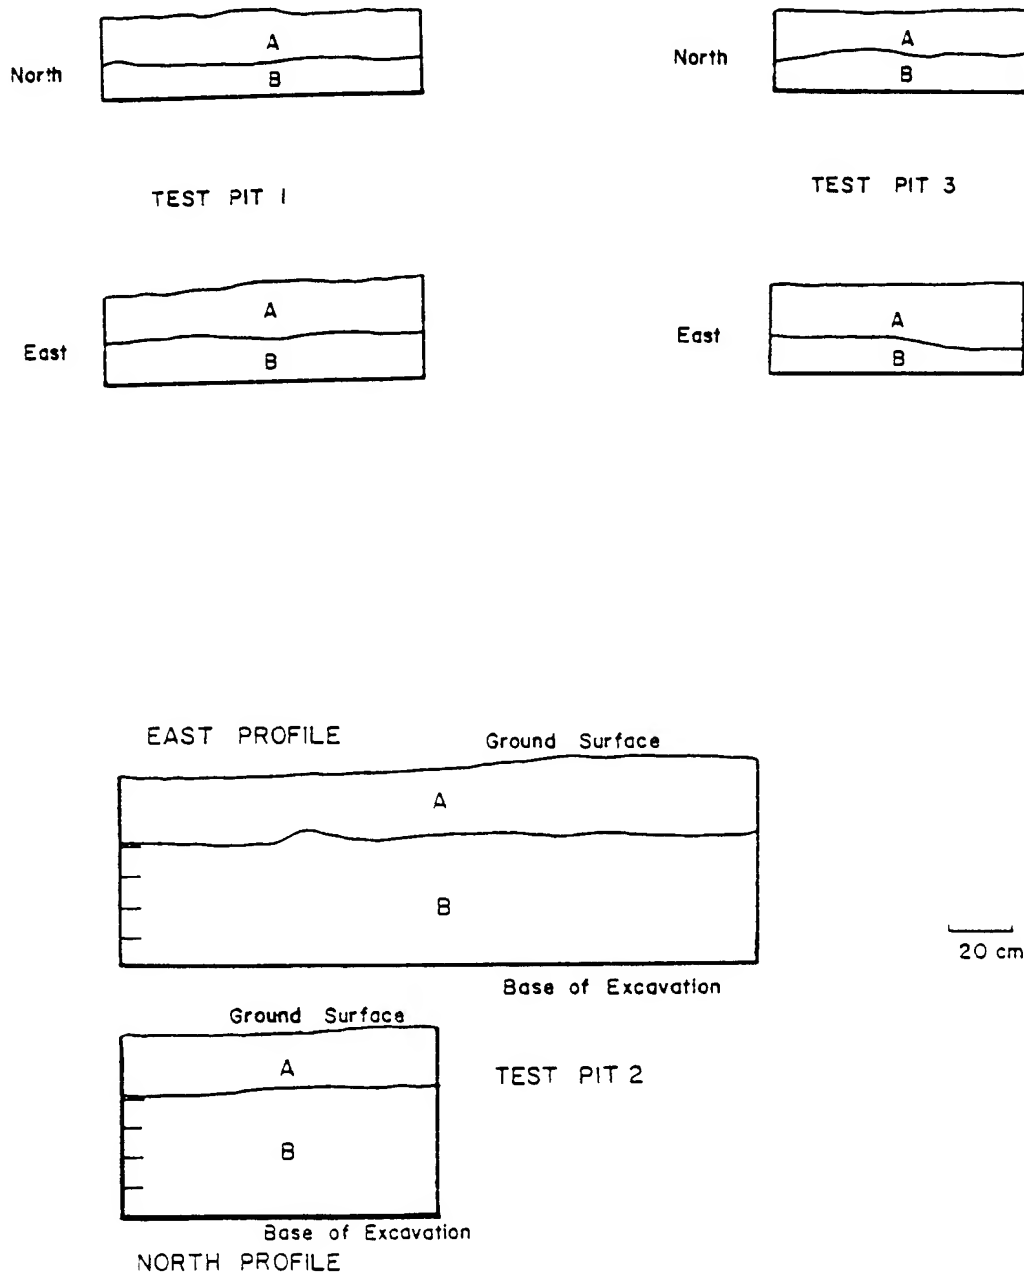 A
North
B
TEST PIT 1
A
East
B
A
North
B
TEST PIT 3
A
East
B
EAST PROFILE
Ground Surface
A
B
20 cm
Base of Excavation
Ground Surface
A
TEST PIT 2
B
Base of Excavation
NORTH PROFILE